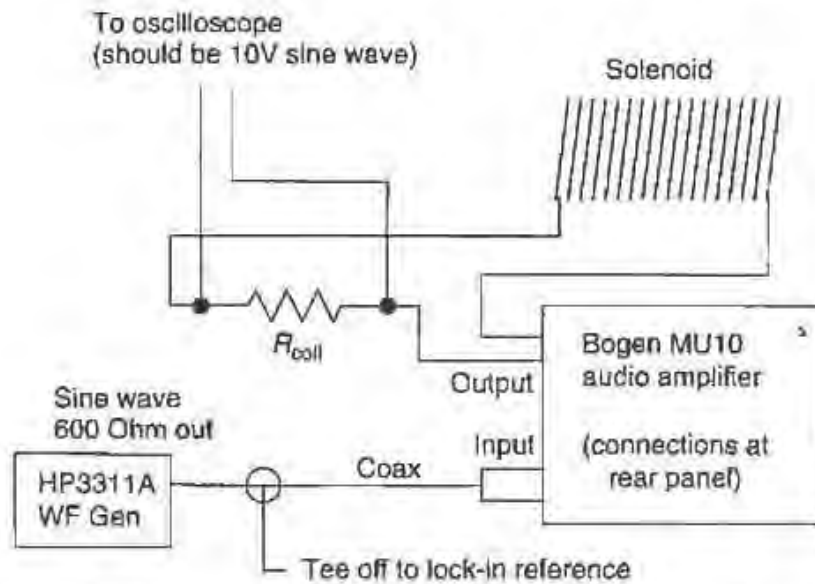 To oscilloscope
(should be 10V sine wave)
Solenoid
R_coil
Output
Bogen MU10
audio amplifier
Sine wave
600 Ohm out
Input
(connections at
rear panel)
HP3311A
WF Gen
Coax
Tee off to lock-in reference